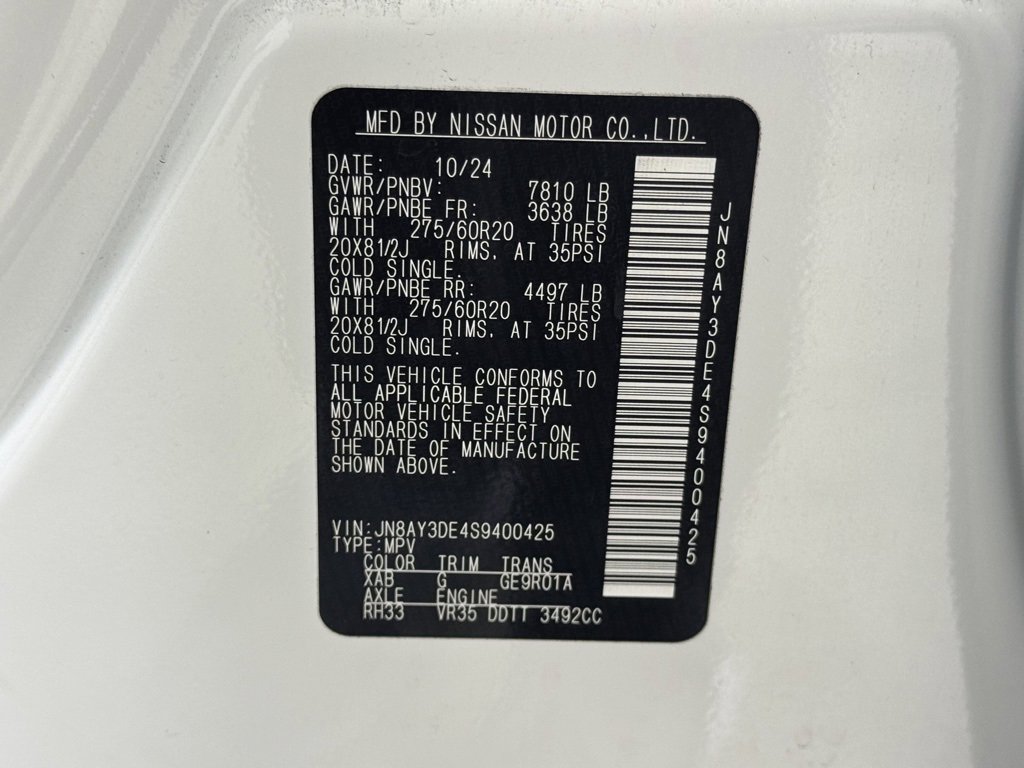 MFD BY NISSAN MOTOR CO.,LTD.
DATE: 10/24
GVWR/PNBV: 7810 LB
GAWR/PNBE FR: 3638 LB
WITH 275/60R20 TIRES
20X81/2J RIMS, AT 35PSI
COLD SINGLE.
GAWR/PNBE RR: 4497 LB
WITH 275/60R20 TIRES
20X81/2J RIMS, AT 35PSI
COLD SINGLE.
THIS VEHICLE CONFORMS TO
ALL APPLICABLE FEDERAL
MOTOR VEHICLE SAFETY
STANDARDS IN EFFECT ON
THE DATE OF MANUFACTURE
SHOWN ABOVE.
VIN:JN8AY3DE4S9400425
TYPE:MPV
COLOR TRIM TRANS
XAB G GE9R01A
AXLE ENGINE
RH33 VR35 DDTT 3492CC
JN8AY3DE4S9400425